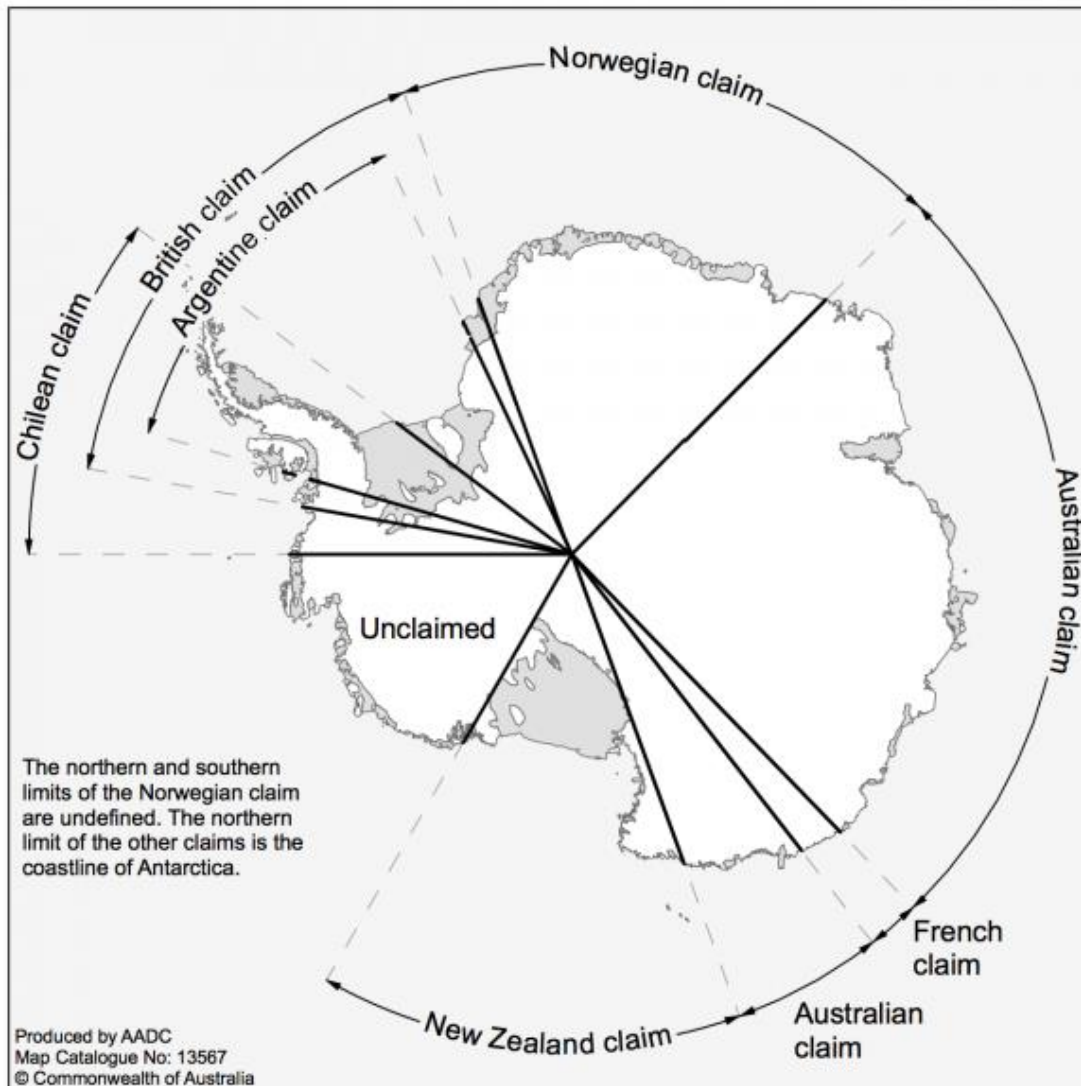 Norwegian claim
British claim
Argentine claim
Chilean claim
Australian claim
Unclaimed
The northern and southern
limits of the Norwegian claim
are undefined. The northern
limit of the other claims is the
coastline of Antarctica.
French
claim
Australian
claim
New Zealand claim
Produced by AADC
Map Catalogue No: 13567
© Commonwealth of Australia